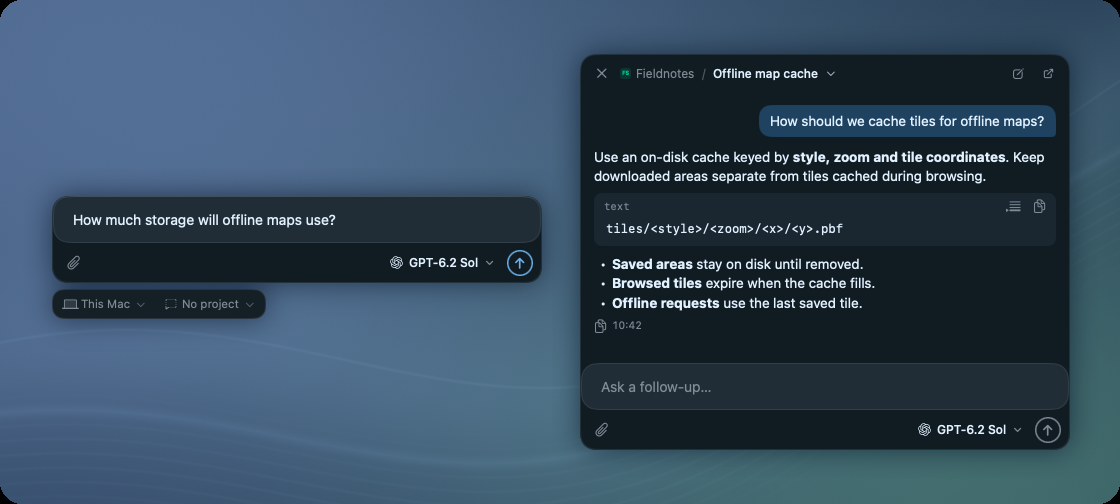 How much storage will offline maps use?
GPT-6.2 Sol
This Mac
No project
FS Fieldnotes / Offline map cache
How should we cache tiles for offline maps?
Use an on-disk cache keyed by style, zoom and tile coordinates. Keep
downloaded areas separate from tiles cached during browsing.
text
tiles/<style>/<zoom>/<x>/<y>.pbf
• Saved areas stay on disk until removed.
• Browsed tiles expire when the cache fills.
• Offline requests use the last saved tile.
10:42
Ask a follow-up...
GPT-6.2 Sol